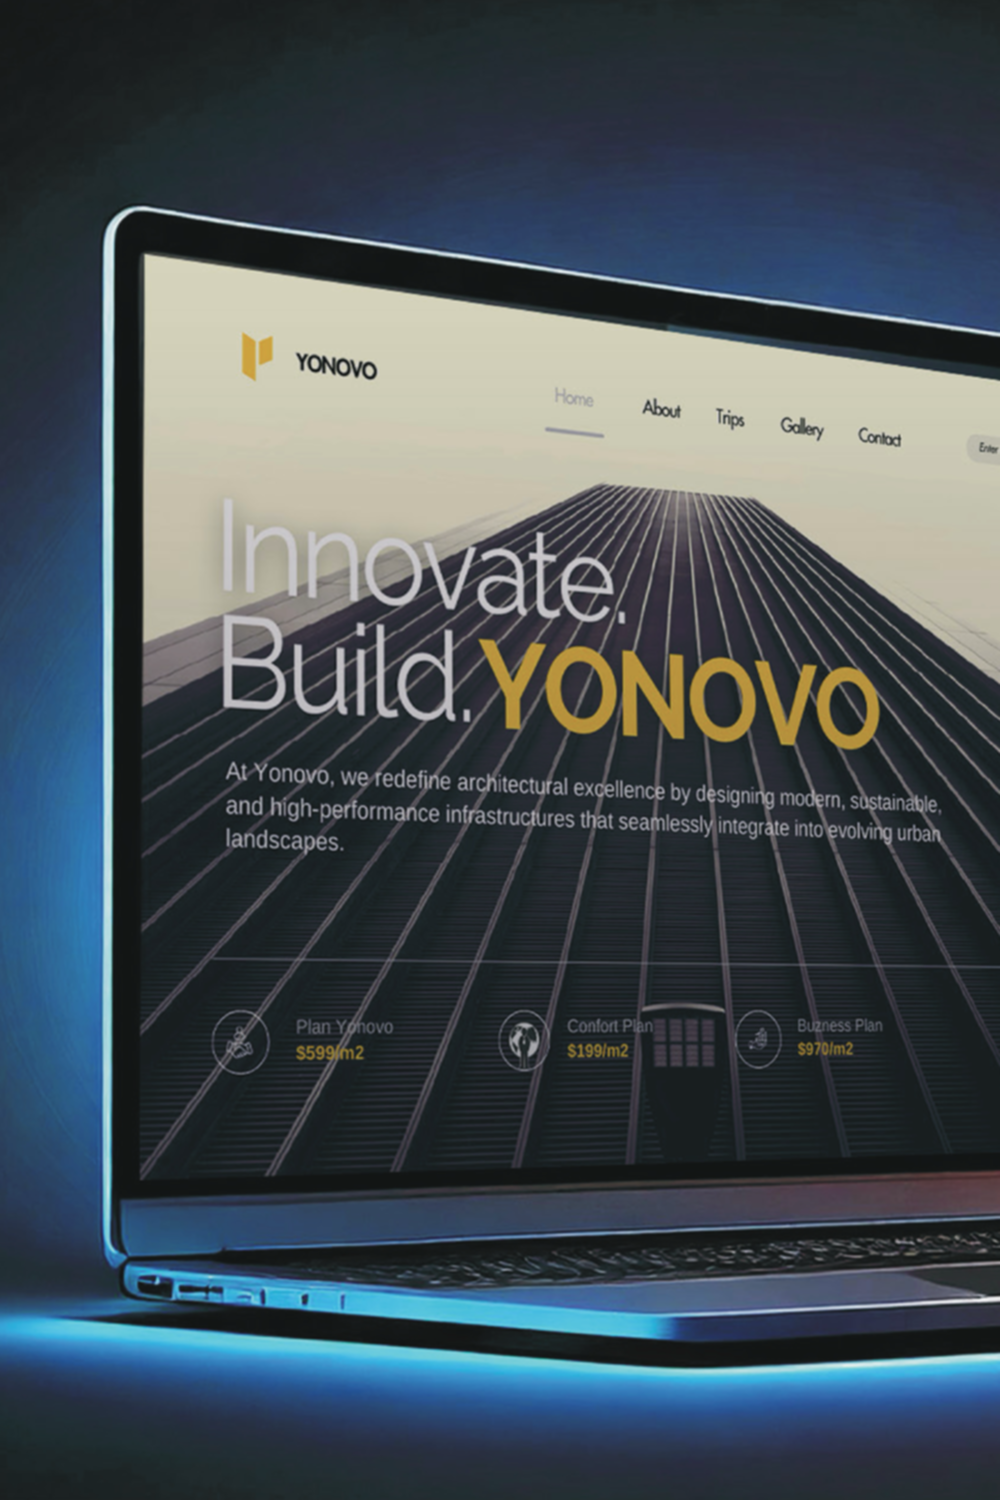 YONOVO
Home About Trips Gallery Contact Enter
Innovate.
Build. YONOVO
At Yonovo, we redefine architectural excellence by designing modern, sustainable,
and high-performance infrastructures that seamlessly integrate into evolving urban
landscapes.
Plan Yonovo
$599/m2
Confort Plan
$199/m2
Buzness Plan
$970/m2